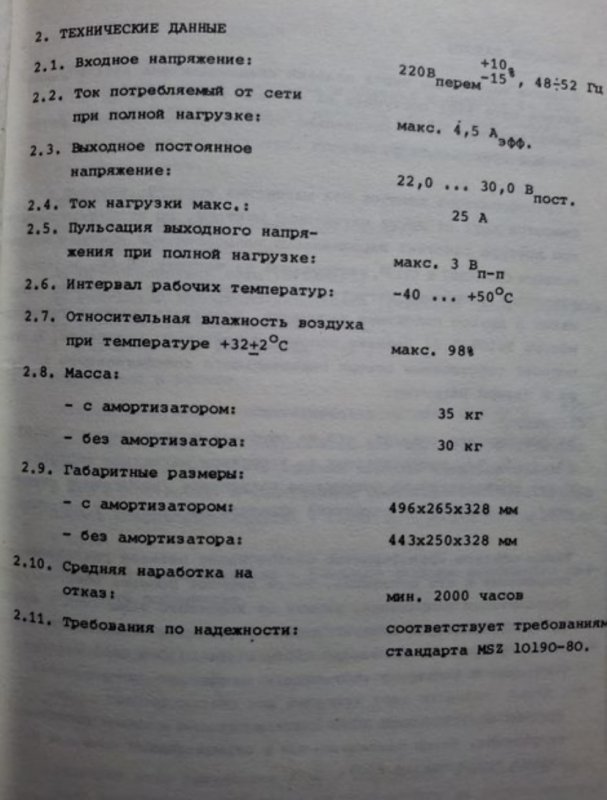 2. ТЕХНИЧЕСКИЕ ДАННЫЕ
2.1. Входное напряжение: 220В перем +10 -15 %, 48÷52 Гц
2.2. Ток потребляемый от сети
при полной нагрузке: макс. 4,5 А эфф.
2.3. Выходное постоянное
напряжение: 22,0 ... 30,0 В пост.
2.4. Ток нагрузки макс.: 25 А
2.5. Пульсация выходного напря-
жения при полной нагрузке: макс. 3 В п-п
2.6. Интервал рабочих температур: -40 ... +50°С
2.7. Относительная влажность воздуха
при температуре +32±2°С макс. 98%
2.8. Масса:
- с амортизатором: 35 кг
- без амортизатора: 30 кг
2.9. Габаритные размеры:
- с амортизатором: 496х265х328 мм
- без амортизатора: 443х250х328 мм
2.10. Средняя наработка на
отказ: мин. 2000 часов
2.11. Требования по надежности: соответствует требованиям
стандарта MSZ 10190-80.